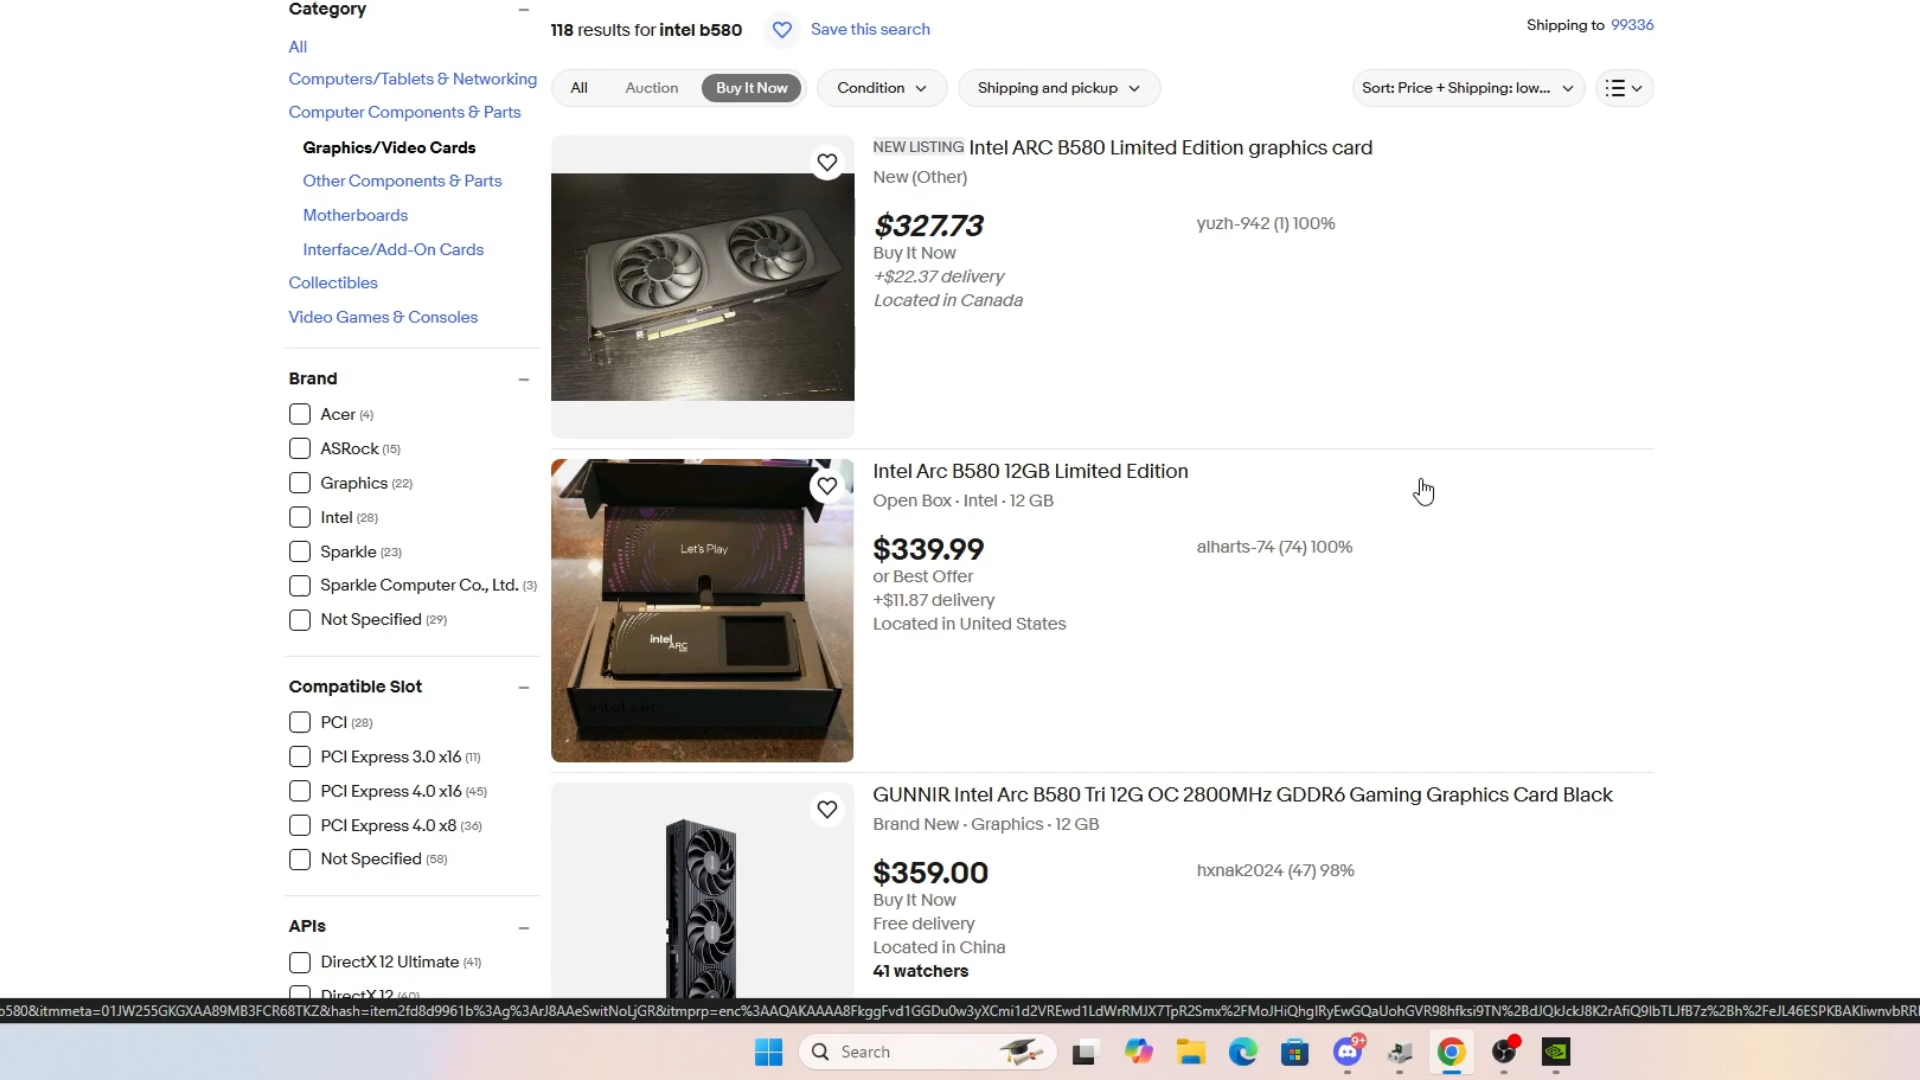 Category
All
Computers/Tablets & Networking
Computer Components & Parts
Graphics/Video Cards
Other Components & Parts
Motherboards
Interface/Add-On Cards
Collectibles
Video Games & Consoles
Brand
Acer (4)
ASRock (15)
Graphics (22)
Intel (28)
Sparkle (23)
Sparkle Computer Co., Ltd. (3)
Not Specified (29)
Compatible Slot
PCI (28)
PCI Express 3.0 x16 (11)
PCI Express 4.0 x16 (45)
PCI Express 4.0 x8 (36)
Not Specified (58)
APIs
DirectX 12 Ultimate (41)
DirectX 12 (40)
118 results for intel b580
Save this search
Shipping to 99336
All Auction Buy It Now Condition Shipping and pickup Sort: Price + Shipping: low...
NEW LISTING Intel ARC B580 Limited Edition graphics card
New (Other)
$327.73 yuzh-942 (1) 100%
Buy It Now
+$22.37 delivery
Located in Canada
Let's Play
intel
ARC
Intel Arc B580 12GB Limited Edition
Open Box · Intel · 12 GB
$339.99 alharts-74 (74) 100%
or Best Offer
+$11.87 delivery
Located in United States
GUNNIR Intel Arc B580 Tri 12G OC 2800MHz GDDR6 Gaming Graphics Card Black
Brand New · Graphics · 12 GB
$359.00 hxnak2024 (47) 98%
Buy It Now
Free delivery
Located in China
41 watchers
Search
9+